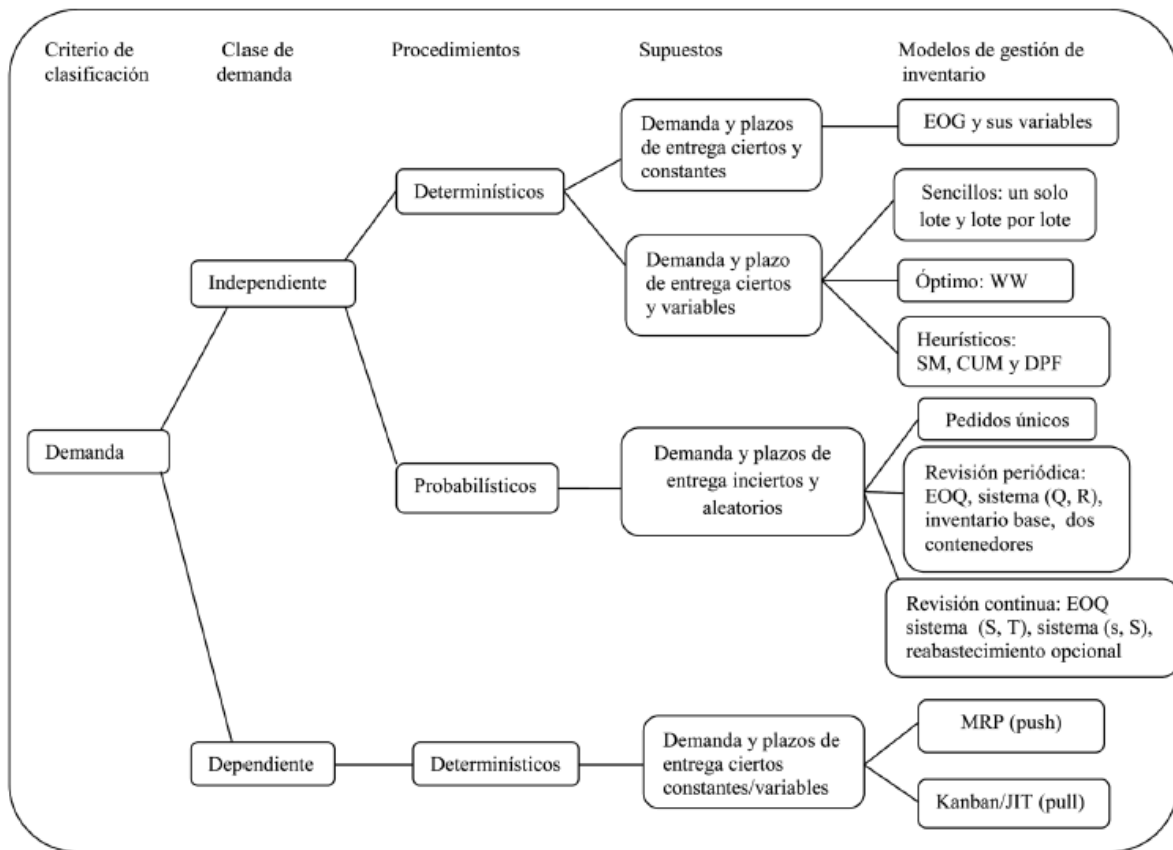 Criterio de
clasificación
Clase de
demanda
Procedimientos
Supuestos
Modelos de gestión de
inventario
Demanda y plazos
de entrega ciertos y
constantes
EOG y sus variables
Determinísticos
Sencillos: un solo
lote y lote por lote
Demanda y plazo
de entrega ciertos
y variables
Independiente
Óptimo: WW
Heurísticos:
SM, CUM y DPF
Demanda
Pedidos únicos
Probabilísticos
Demanda y plazos de
entrega inciertos y
aleatorios
Revisión periódica:
EOQ, sistema (Q, R),
inventario base, dos
contenedores
Revisión continua: EOQ
sistema (S, T), sistema (s, S),
reabastecimiento opcional
Dependiente
Determinísticos
Demanda y plazos de
entrega ciertos
constantes/variables
MRP (push)
Kanban/JIT (pull)